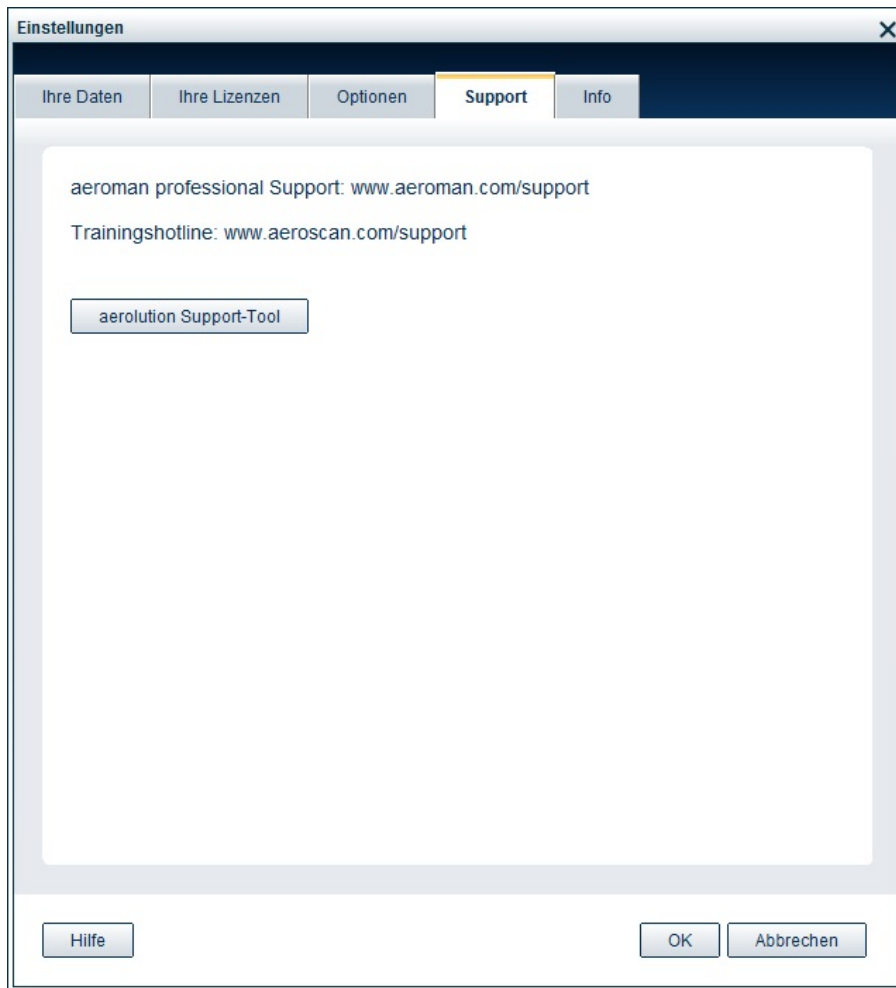 Einstellungen
Ihre Daten Ihre Lizenzen Optionen Support Info
aeroman professional Support: www.aeroman.com/support
Trainingshotline: www.aeroscan.com/support
aerolution Support-Tool
Hilfe OK Abbrechen